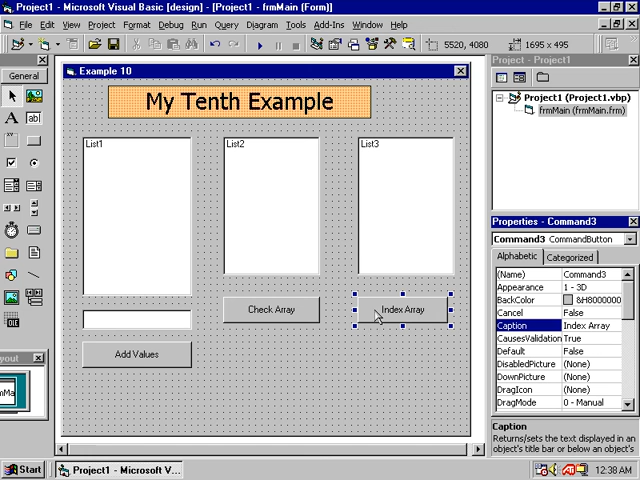 Project1 - Microsoft Visual Basic [design] - [Project1 - frmMain (Form)]
File Edit View Project Format Debug Run Query Diagram Tools Add-Ins Window Help
5520, 4080 1695 x 495
General
A ab|
xy
OLE
Example 10
My Tenth Example
List1 List2 List3
Check Array Index Array
Add Values
Project - Project1
Project1 (Project1.vbp)
frmMain (frmMain.frm)
Properties - Command3
Command3 CommandButton
Alphabetic Categorized
(Name) Command3
Appearance 1 - 3D
BackColor &H8000000
Cancel False
Caption Index Array
CausesValidation True
Default False
DisabledPicture (None)
DownPicture (None)
DragIcon (None)
DragMode 0 - Manual
Caption
Returns/sets the text displayed in an
object's title bar or below an object's
yout
Start Project1 - Microsoft V... 12:38 AM